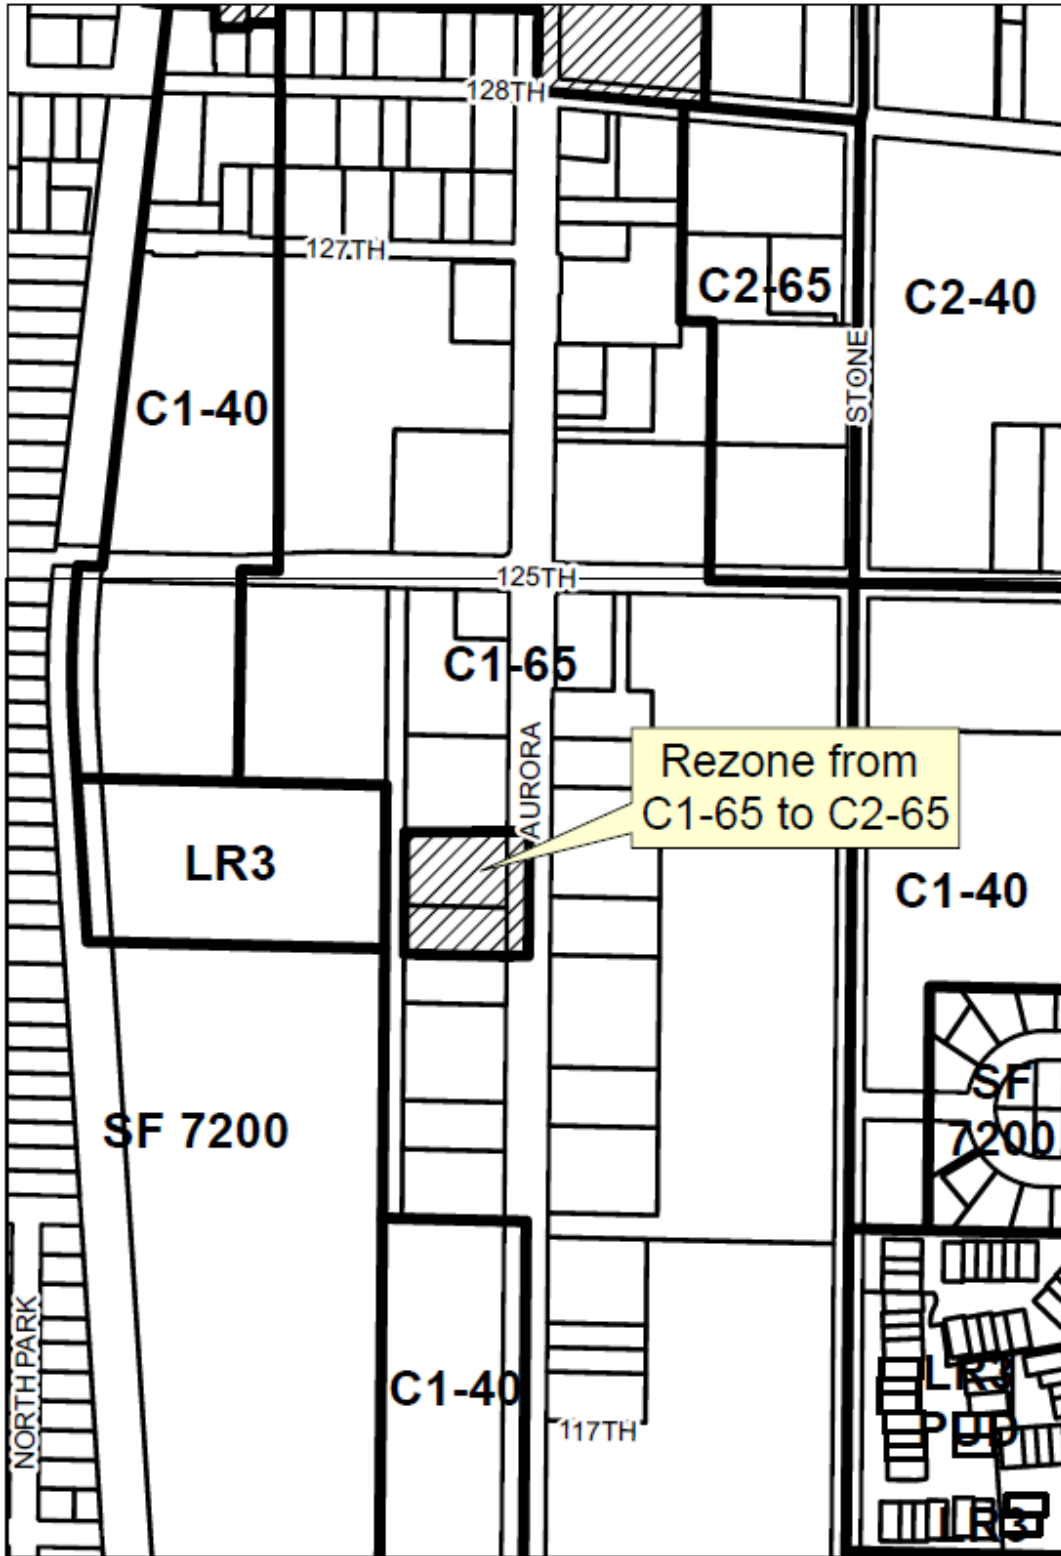 128TH
127TH
C2-65
C2-40
STONE
C1-40
125TH
C1-65
AURORA
Rezone from
C1-65 to C2-65
LR3
C1-40
SF
7200
SF 7200
NORTH PARK
C1-40
117TH
LR3
PUD
LR3